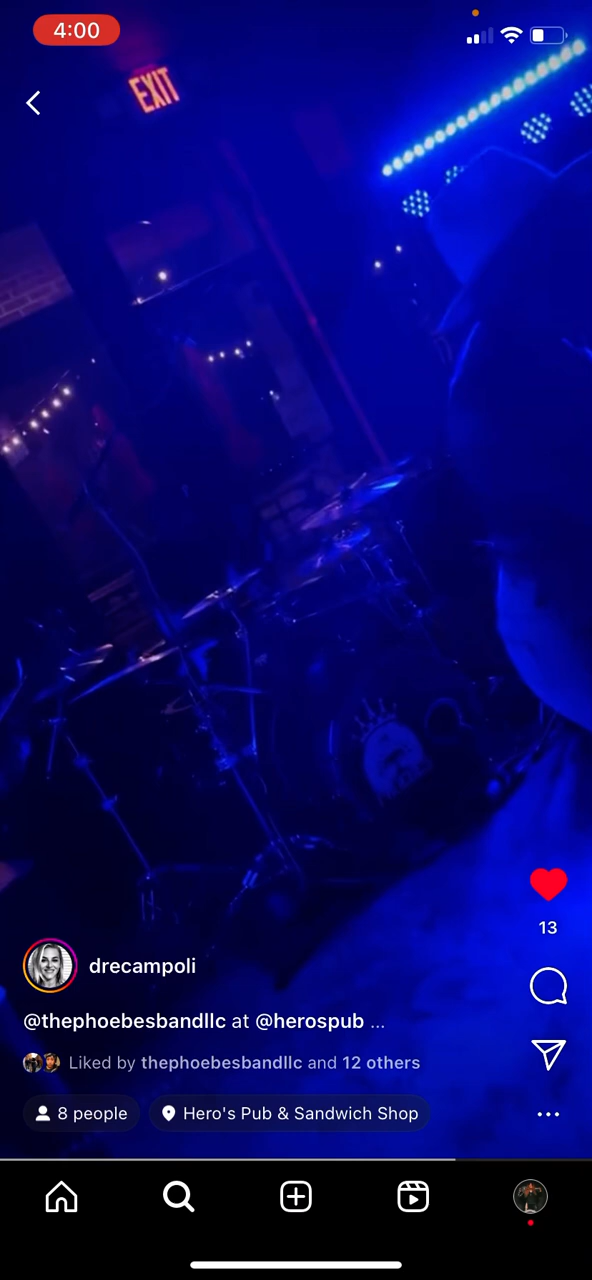 4:00
EXIT
13
drecampoli
@thephoebesbandllc at @herospub ...
Liked by thephoebesbandllc and 12 others
8 people
Hero's Pub & Sandwich Shop